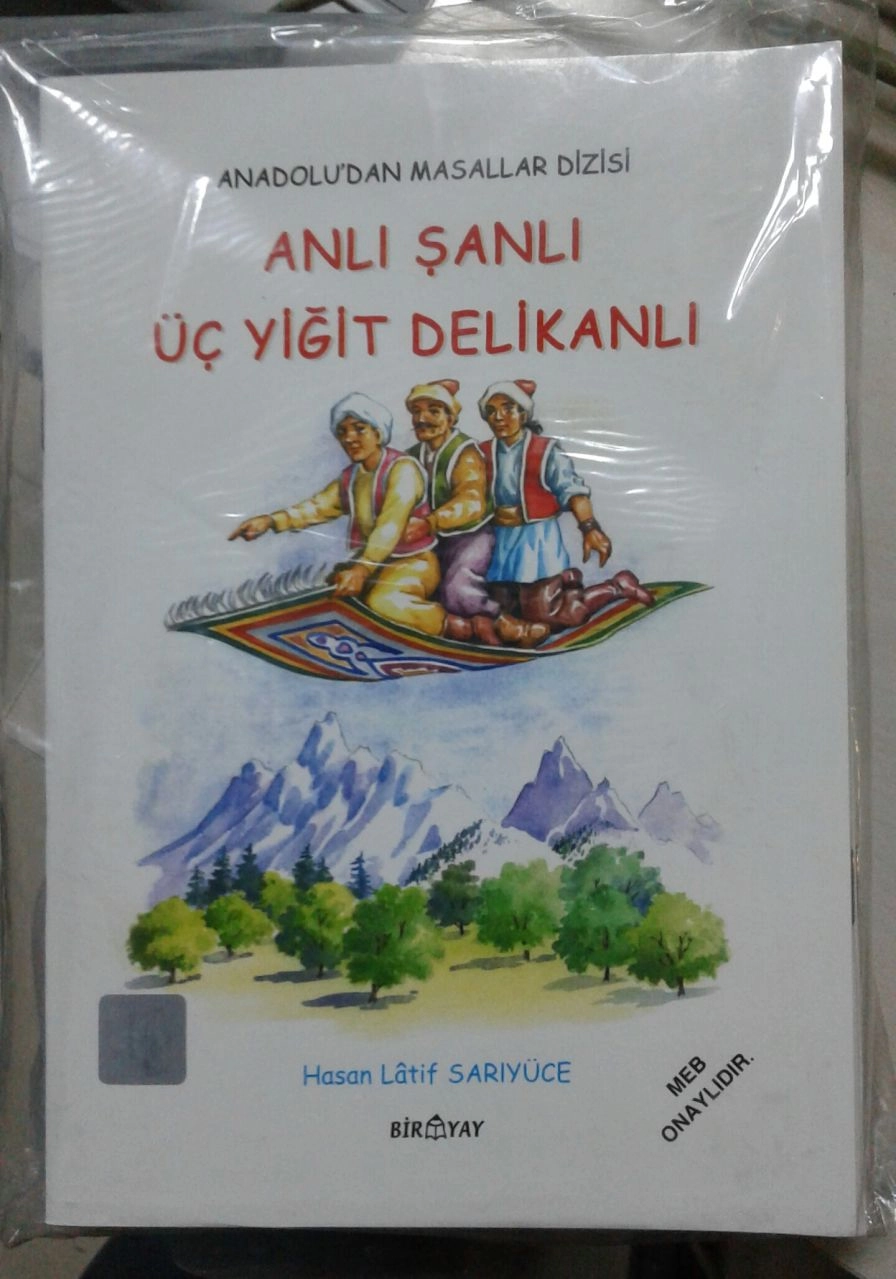 ANADOLU'DAN MASALLAR DİZİSİ
ANLI ŞANLI
ÜÇ YİĞİT DELİKANLI
Hasan Lâtif SARIYÜCE
BİRYAY
MEB
ONAYLIDIR.